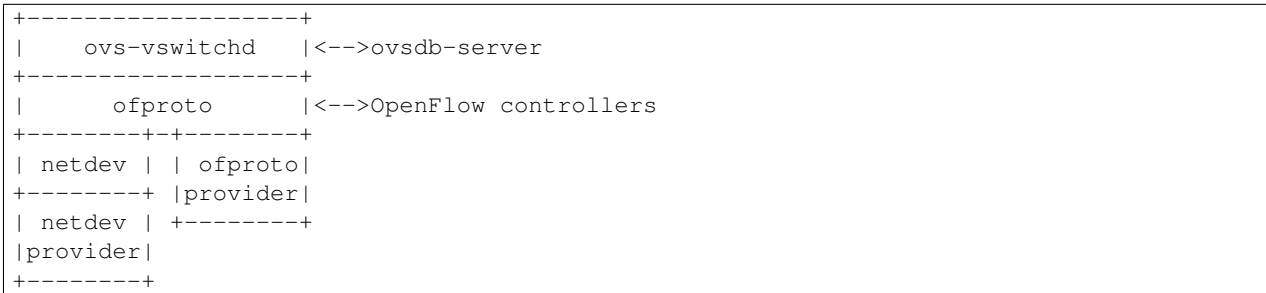 +-------------------+
|    ovs-vswitchd   |<-->ovsdb-server
+-------------------+
|      ofproto      |<-->OpenFlow controllers
+--------+-+--------+
| netdev | | ofproto|
+--------+ |provider|
| netdev | +--------+
|provider|
+--------+